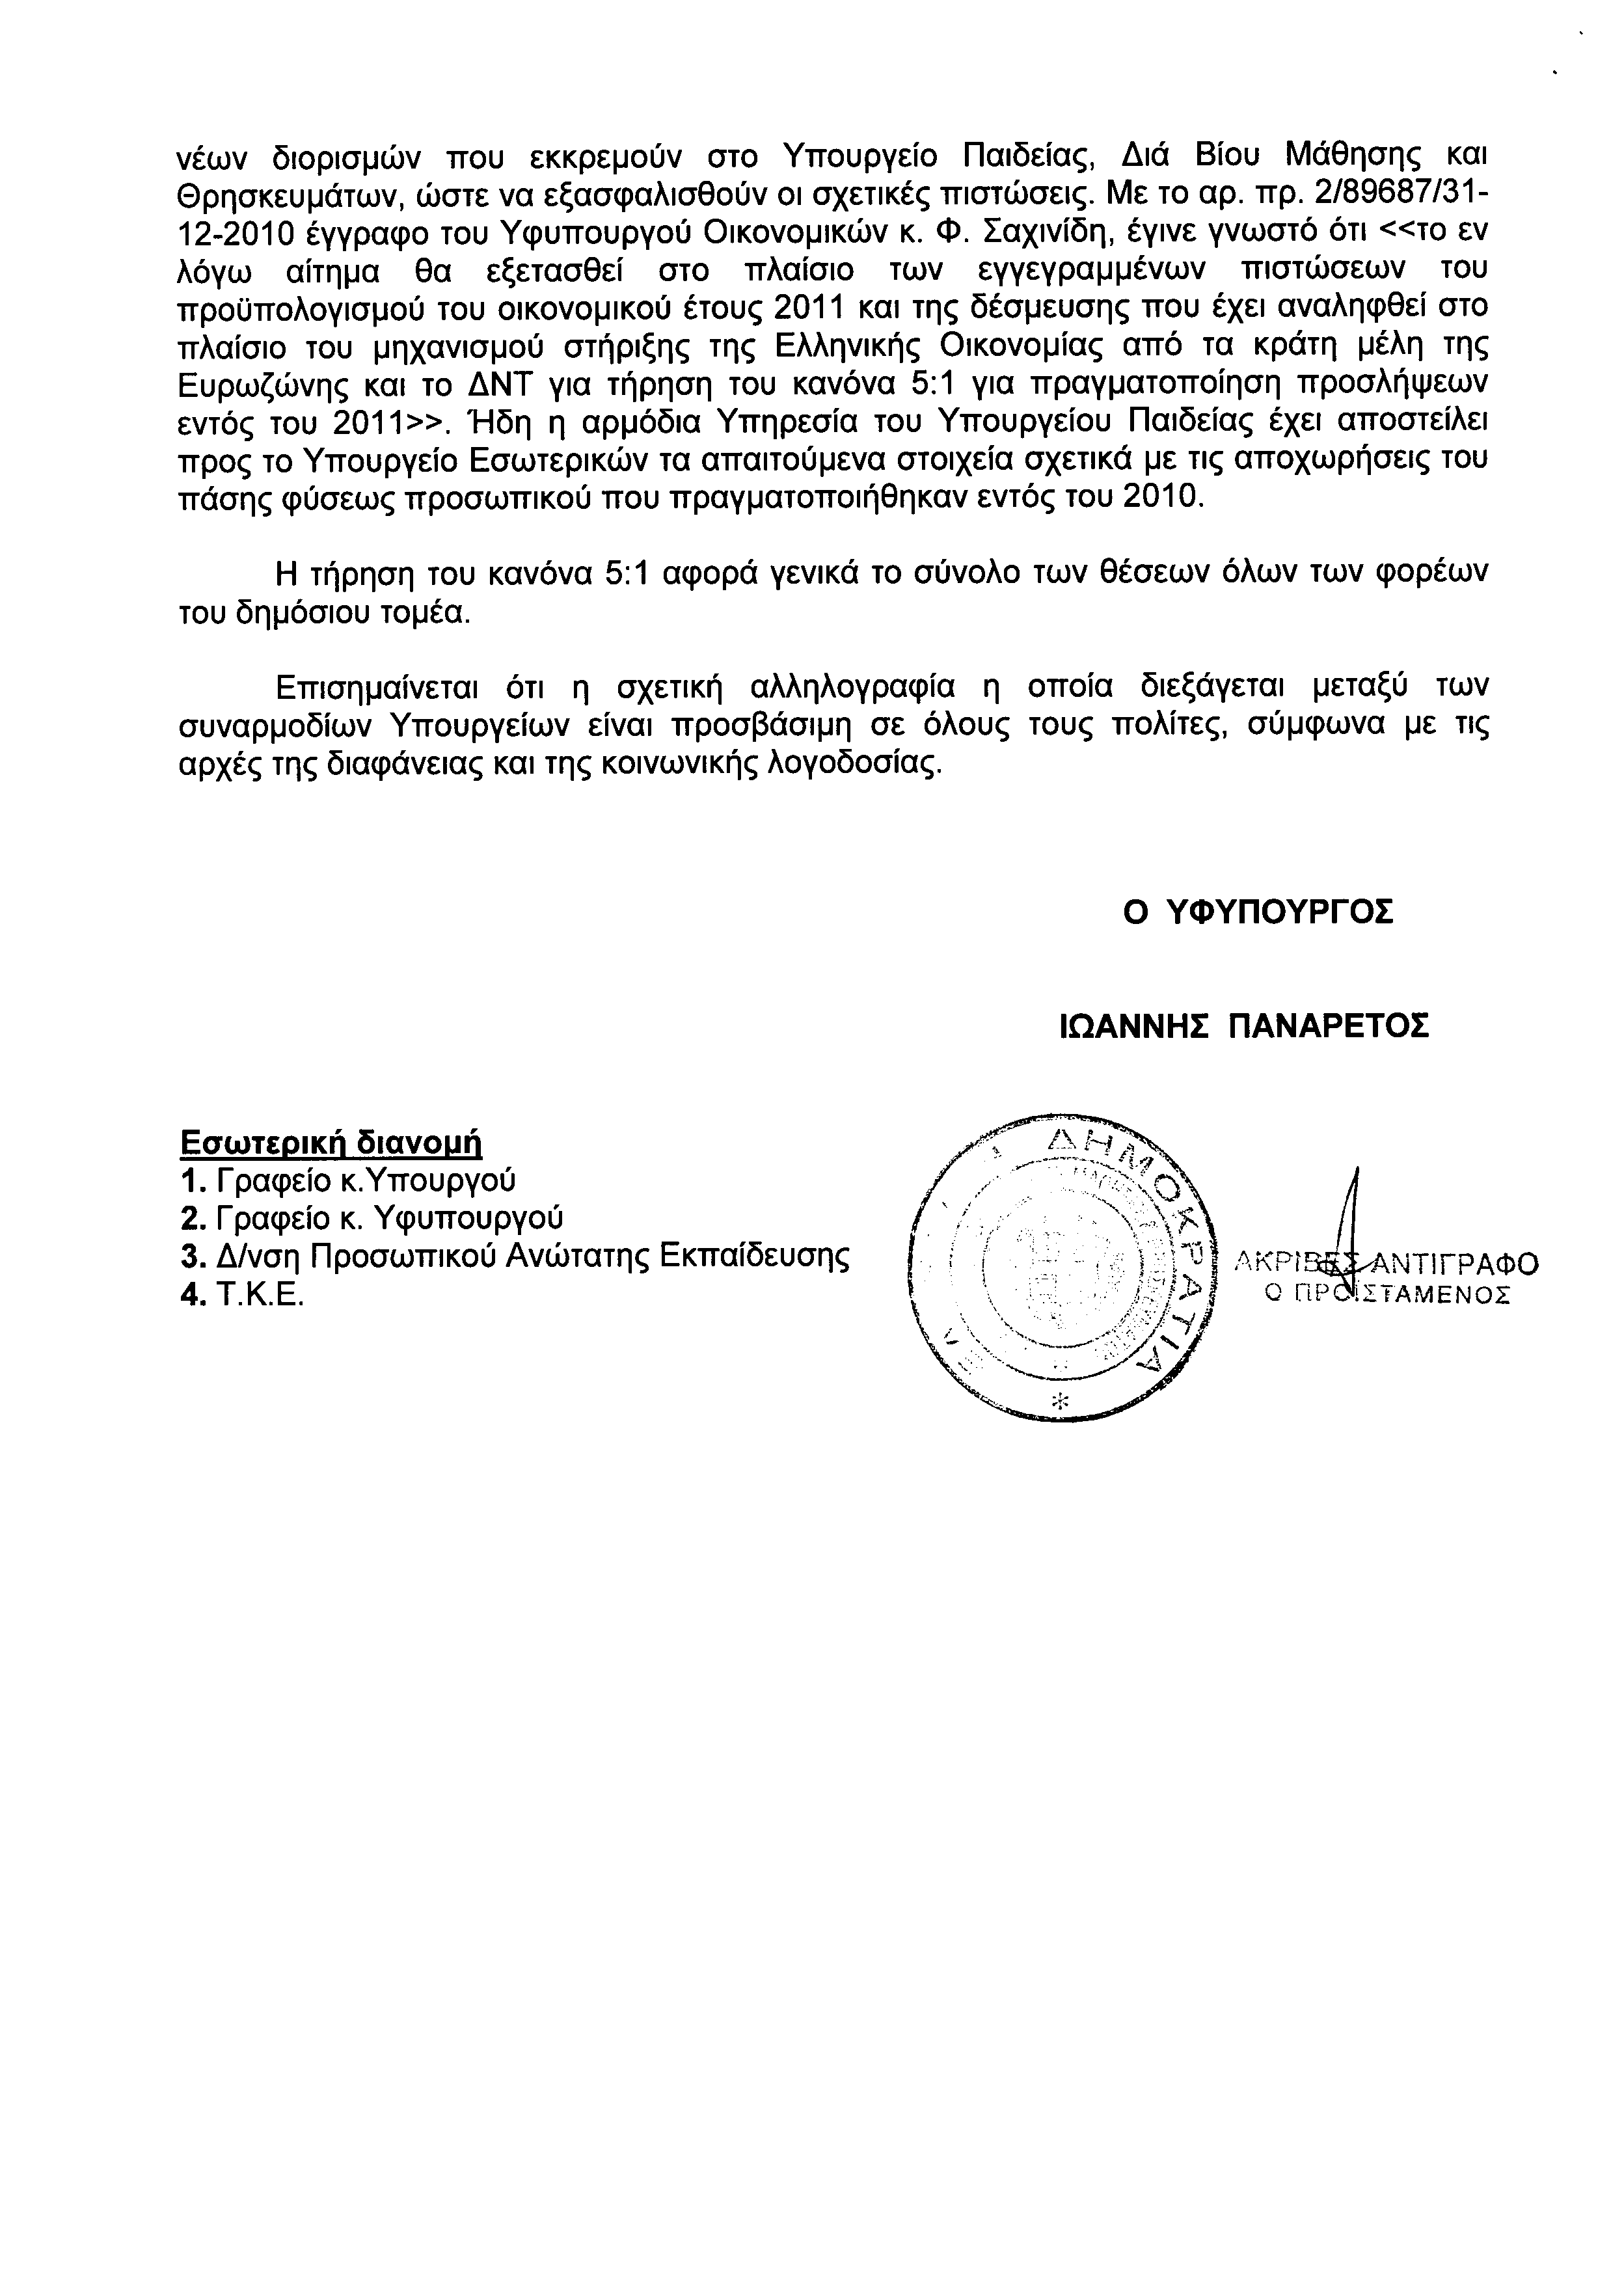 νέων διορισμών που εκκρεμούν στο Υπουργείο Παιδείας, Διά Βίου Μάθησης και
Θρησκευμάτων, ώστε να εξασφαλισθούν οι σχετικές πιστώσεις. Με το αρ. πρ. 2/89687/31-
12-2010 έγγραφο του Υφυπουργού Οικονομικών κ. Φ. Σαχινίδη, έγινε γνωστό ότι <<το εν
λόγω αίτημα θα εξετασθεί στο πλαίσιο των εγγεγραμμένων πιστώσεων του
προϋπολογισμού του οικονομικού έτους 2011 και της δέσμευσης που έχει αναληφθεί στο
πλαίσιο του μηχανισμού στήριξης της Ελληνικής Οικονομίας από τα κράτη μέλη της
Ευρωζώνης και το ΔΝΤ για τήρηση του κανόνα 5:1 για πραγματοποίηση προσλήψεων
εντός του 2011>>. Ήδη η αρμόδια Υπηρεσία του Υπουργείου Παιδείας έχει αποστείλει
προς το Υπουργείο Εσωτερικών τα απαιτούμενα στοιχεία σχετικά με τις αποχωρήσεις του
πάσης φύσεως προσωπικού που πραγματοποιήθηκαν εντός του 2010.
Η τήρηση του κανόνα 5:1 αφορά γενικά το σύνολο των θέσεων όλων των φορέων
του δημόσιου τομέα.
Επισημαίνεται ότι η σχετική αλληλογραφία η οποία διεξάγεται μεταξύ των
συναρμοδίων Υπουργείων είναι προσβάσιμη σε όλους τους πολίτες, σύμφωνα με τις
αρχές της διαφάνειας και της κοινωνικής λογοδοσίας.
Ο ΥΦΥΠΟΥΡΓΟΣ
ΙΩΑΝΝΗΣ ΠΑΝΑΡΕΤΟΣ
Εσωτερική διανομή
1. Γραφείο κ.Υπουργού
2. Γραφείο κ. Υφυπουργού
3. Δ/νση Προσωπικού Ανώτατης Εκπαίδευσης
4. Τ.Κ.Ε.
ΔΗΜΟΚΡΑΤΙΑ
*
ΑΚΡΙΒΕΣ ΑΝΤΙΓΡΑΦΟ
Ο ΠΡΟΪΣΤΑΜΕΝΟΣ